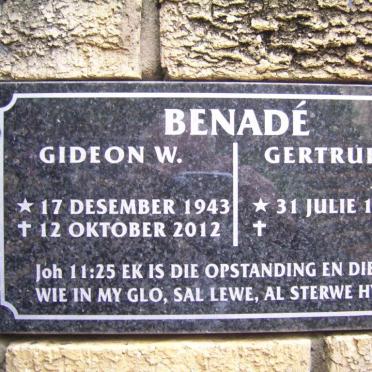 BENADÉ
GIDEON W. GERTRU
★ 17 DESEMBER 1943 ★ 31 JULIE 1
✝ 12 OKTOBER 2012 ✝
Joh 11:25 EK IS DIE OPSTANDING EN DIE
WIE IN MY GLO, SAL LEWE, AL STERWE H